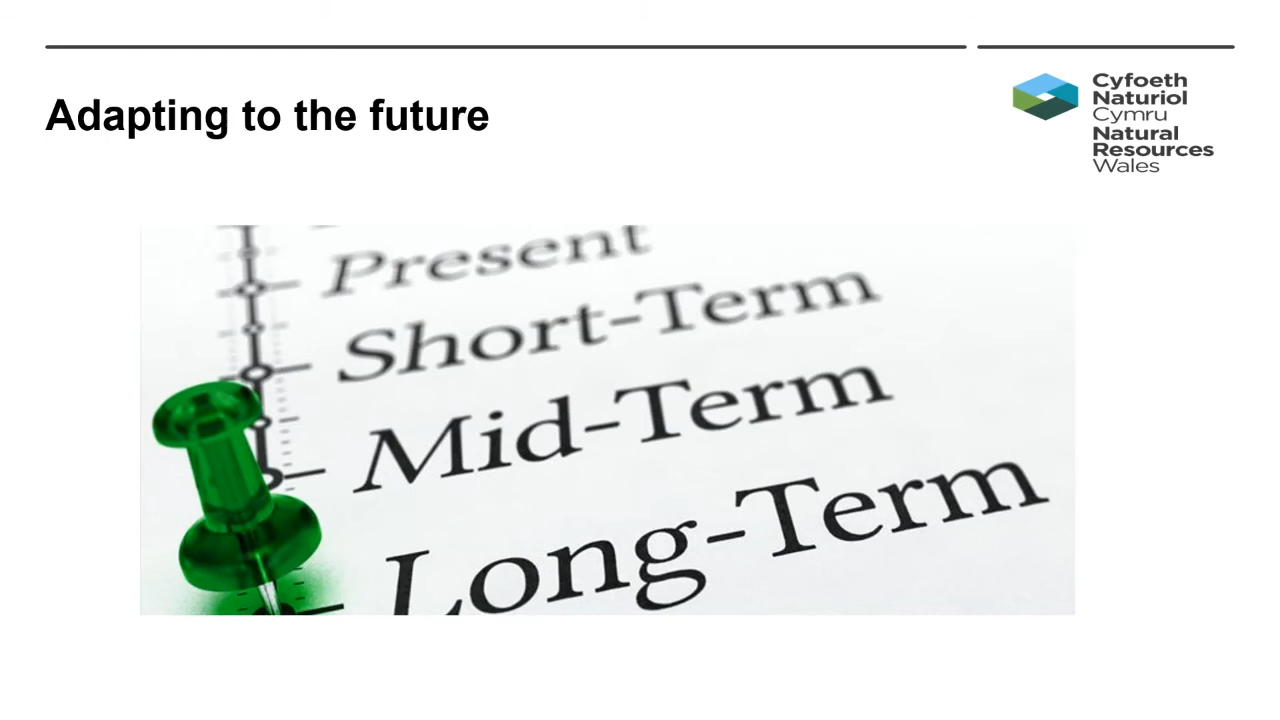 Adapting to the future
Cyfoeth
Naturiol
Cymru
Natural
Resources
Wales
Present
Short-Term
Mid-Term
Long-Term